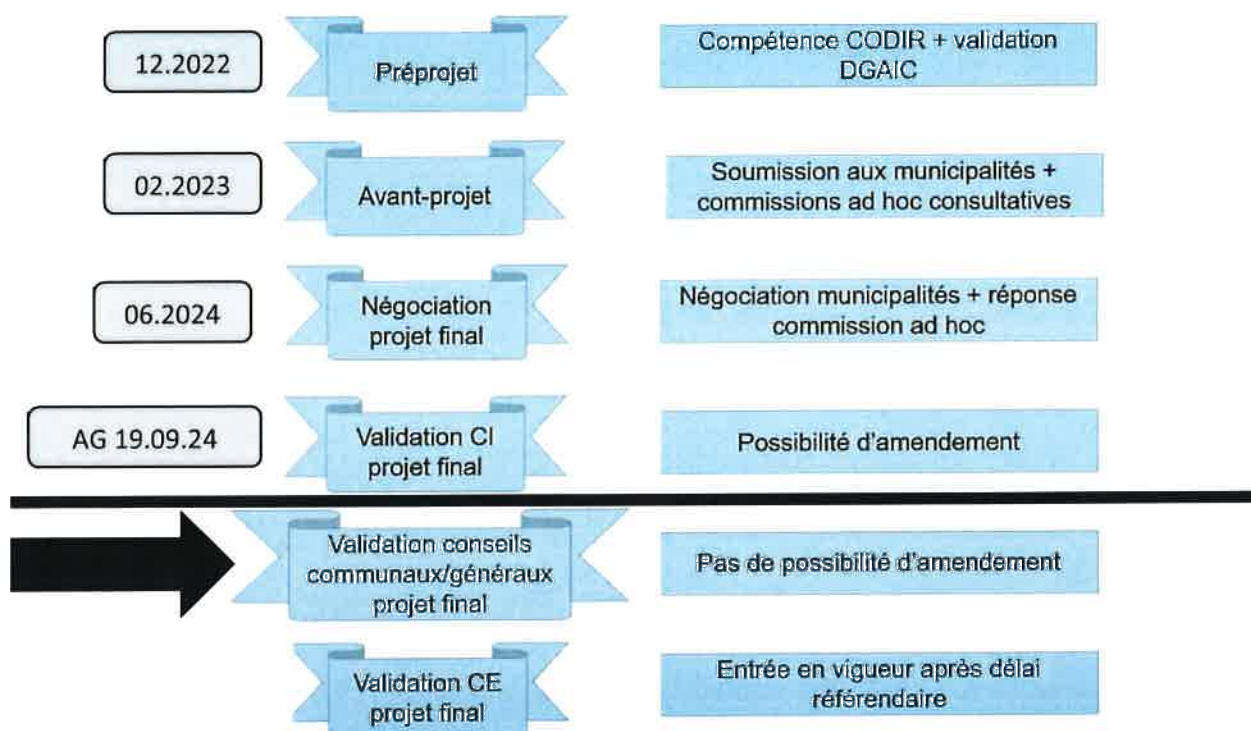 12.2022
Préprojet
Compétence CODIR + validation
DGAIC
02.2023
Avant-projet
Soumission aux municipalités +
commissions ad hoc consultatives
06.2024
Négociation
projet final
Négociation municipalités + réponse
commission ad hoc
AG 19.09.24
Validation CI
projet final
Possibilité d'amendement
Validation conseils
communaux/généraux
projet final
Pas de possibilité d'amendement
Validation CE
projet final
Entrée en vigueur après délai
référendaire